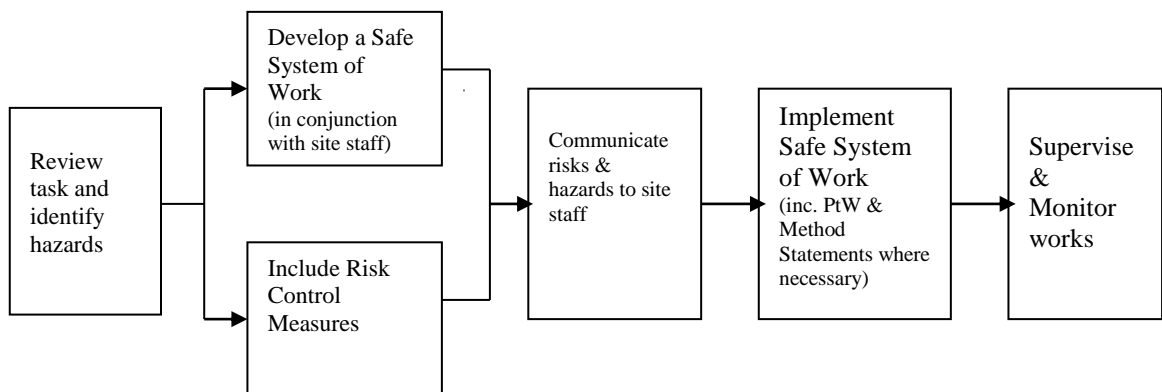 Review
task and
identify
hazards
Develop a Safe
System of
Work
(in conjunction
with site staff)
Include Risk
Control
Measures
Communicate
risks &
hazards to site
staff
Implement
Safe System
of Work
(inc. PtW &
Method
Statements where
necessary)
Supervise
&
Monitor
works